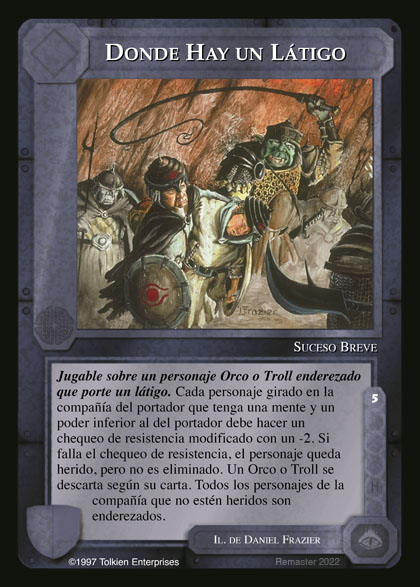 DONDE HAY UN LÁTIGO
D. Frazier
SUCESO BREVE
Jugable sobre un personaje Orco o Troll enderezado
que porte un látigo. Cada personaje girado en la
compañía del portador que tenga una mente y un
poder inferior al del portador debe hacer un
chequeo de resistencia modificado con un -2. Si
falla el chequeo de resistencia, el personaje queda
herido, pero no es eliminado. Un Orco o Troll se
descarta según su carta. Todos los personajes de la
compañía que no estén heridos son
enderezados.
5
IL. DE DANIEL FRAZIER
©1997 Tolkien Enterprises
Remaster 2022